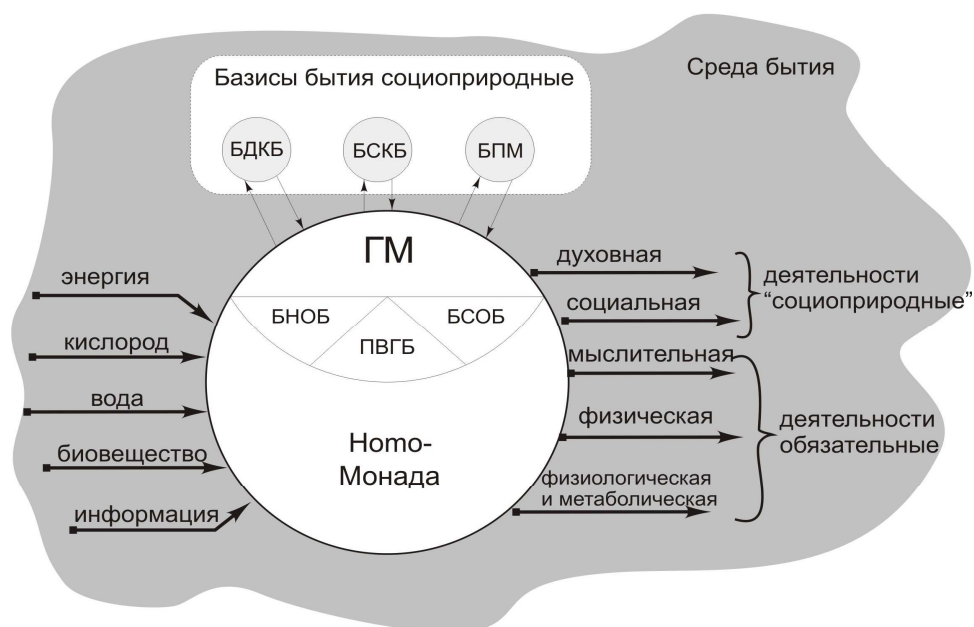 Среда бытия
Базисы бытия социоприродные
БДКБ
БСКБ
БПМ
ГМ
БНОБ
БСОБ
ПВГБ
Homo-
Монада
энергия
кислород
вода
биовещество
информация
духовная
социальная
мыслительная
физическая
физиологическая
и метаболическая
деятельности
“социоприродные”
деятельности
обязательные